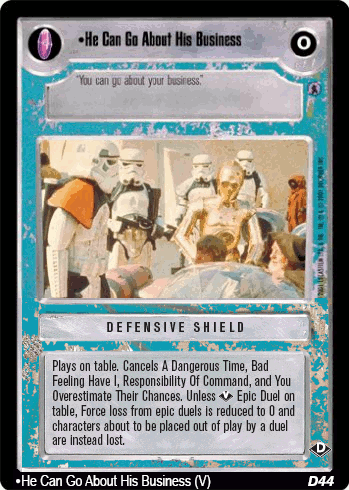 •He Can Go About His Business
0
"You can go about your business."
DEFENSIVE SHIELD
Plays on table. Cancels A Dangerous Time, Bad
Feeling Have I, Responsibility Of Command, and You
Overestimate Their Chances. Unless Epic Duel on
table, Force loss from epic duels is reduced to 0 and
characters about to be placed out of play by a
duel are instead lost.
D
•He Can Go About His Business (V)
D44